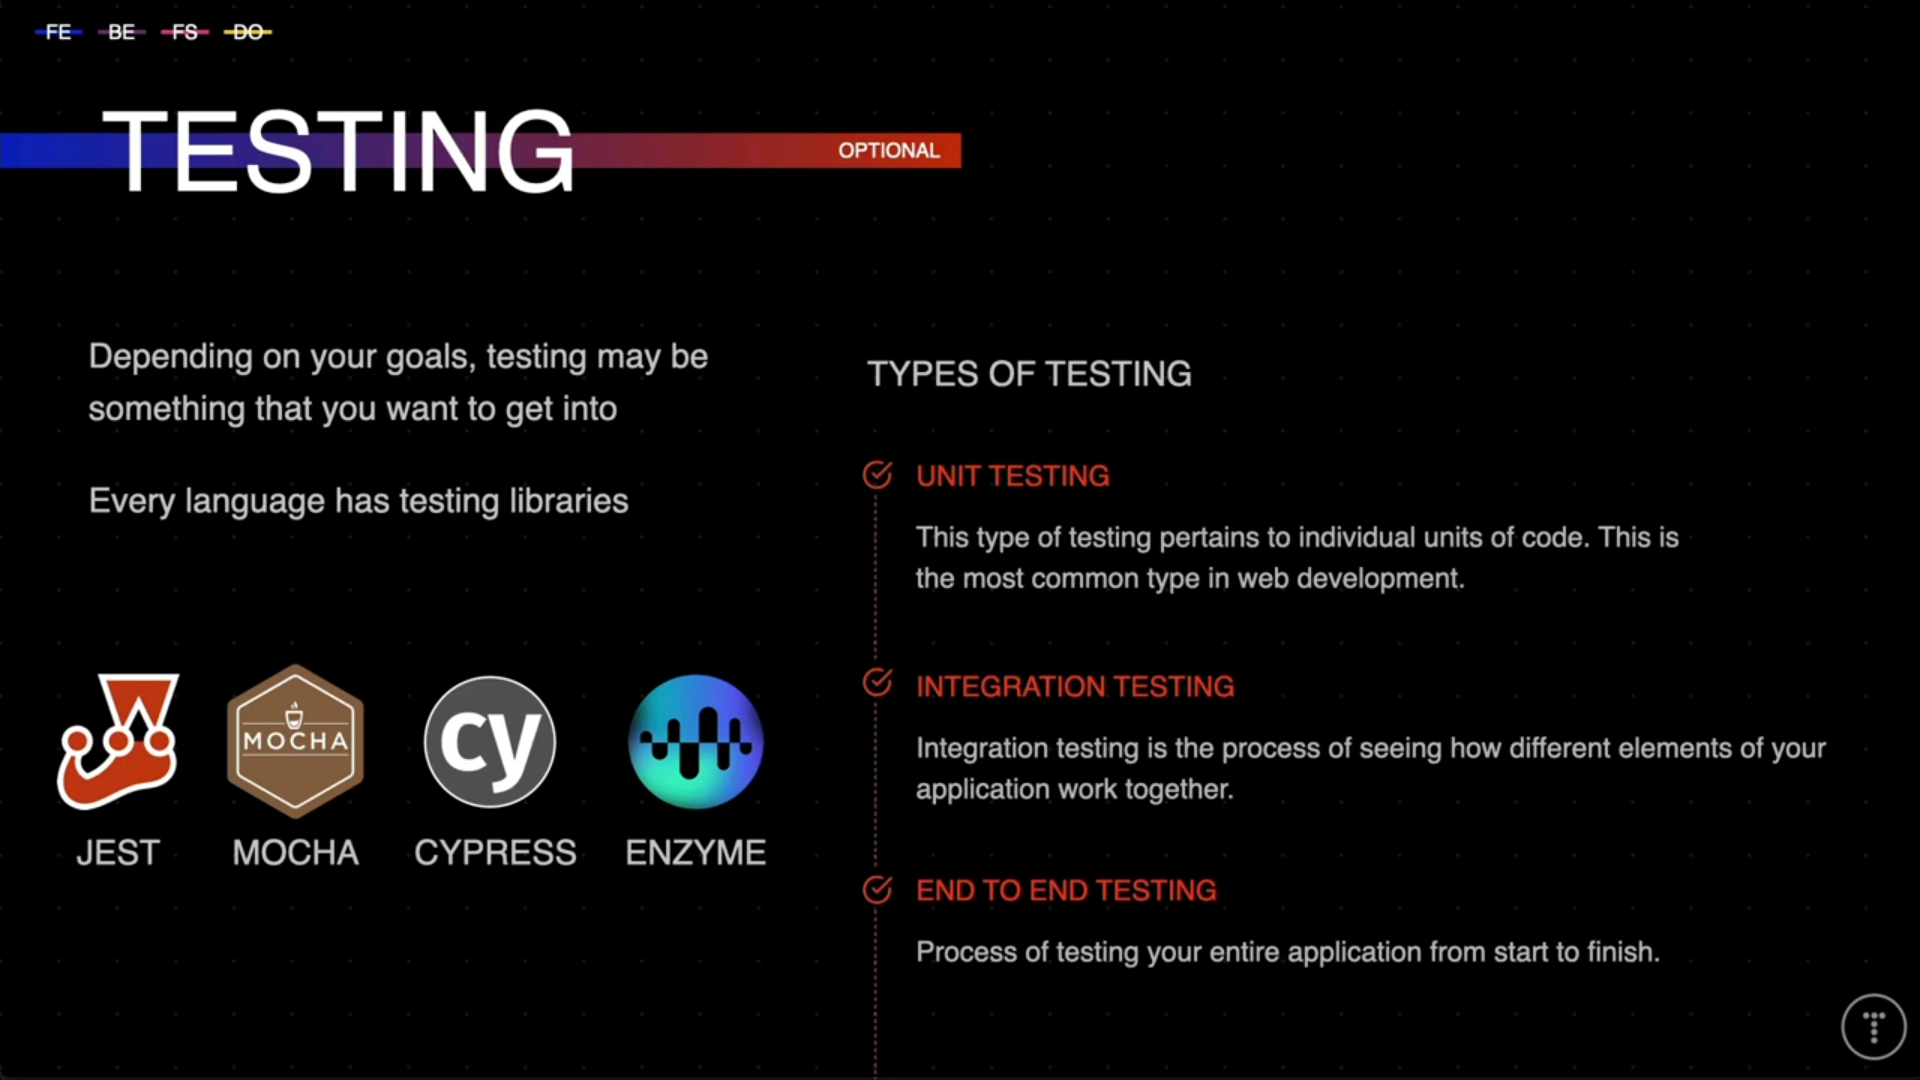 FE BE FS DO
TESTING
OPTIONAL
Depending on your goals, testing may be
something that you want to get into
Every language has testing libraries
MOCHA
cy
JEST MOCHA CYPRESS ENZYME
TYPES OF TESTING
UNIT TESTING
This type of testing pertains to individual units of code. This is
the most common type in web development.
INTEGRATION TESTING
Integration testing is the process of seeing how different elements of your
application work together.
END TO END TESTING
Process of testing your entire application from start to finish.
T